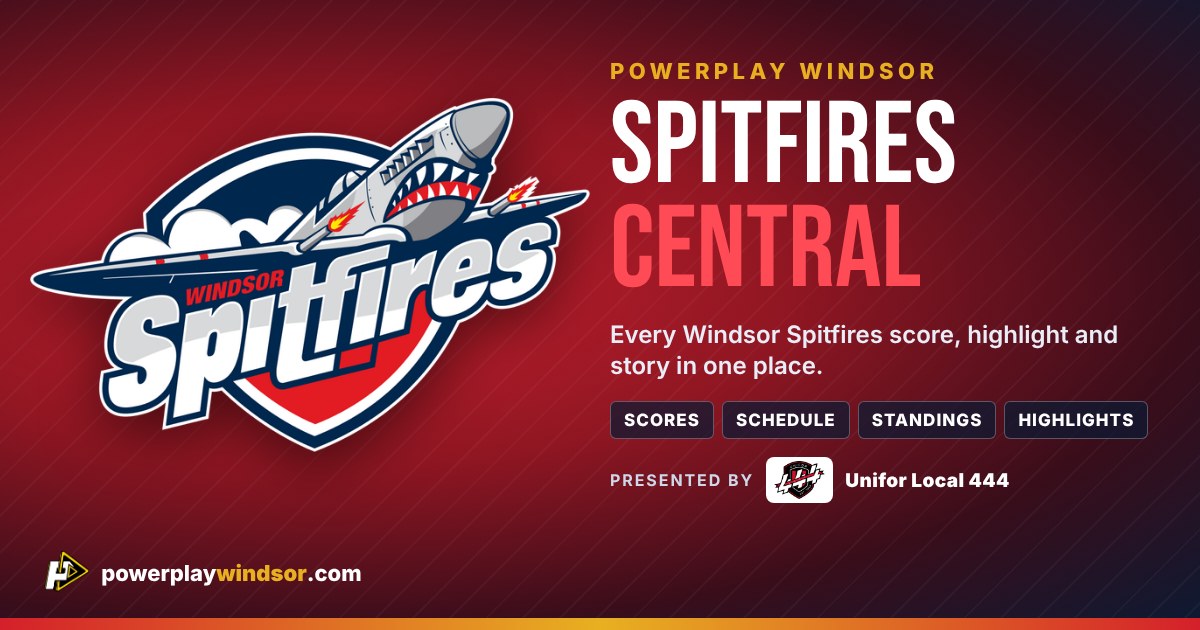 POWERPLAY WINDSOR
SPITFIRES
CENTRAL
WINDSOR
Spitfires
Every Windsor Spitfires score, highlight and
story in one place.
SCORES SCHEDULE STANDINGS HIGHLIGHTS
PRESENTED BY Unifor Local 444
powerplaywindsor.com